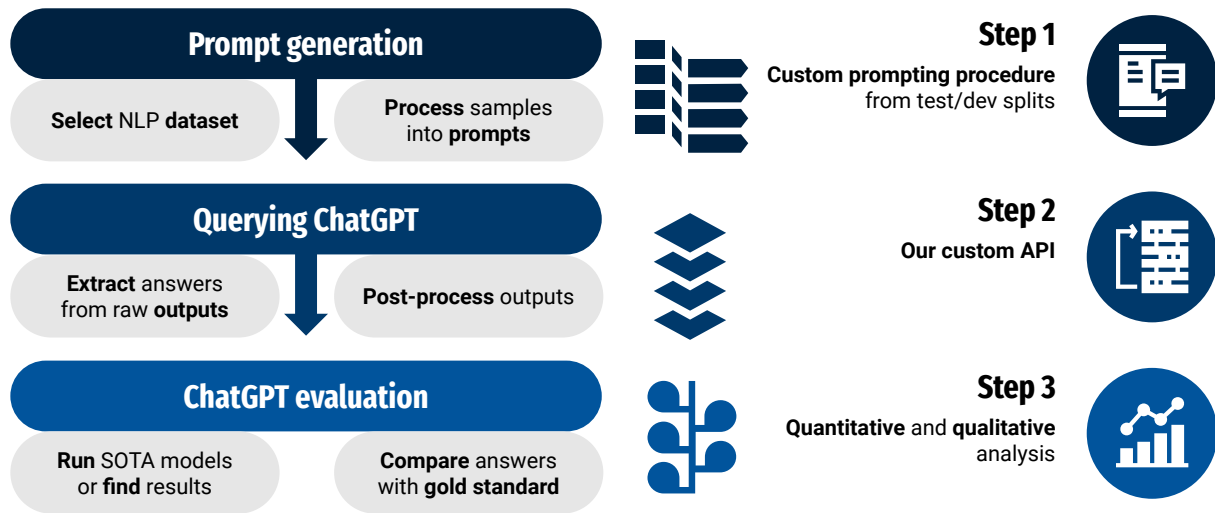 Prompt generation
Select NLP dataset
Process samples
into prompts
Step 1
Custom prompting procedure
from test/dev splits
Querying ChatGPT
Extract answers
from raw outputs
Post-process outputs
Step 2
Our custom API
ChatGPT evaluation
Run SOTA models
or find results
Compare answers
with gold standard
Step 3
Quantitative and qualitative
analysis